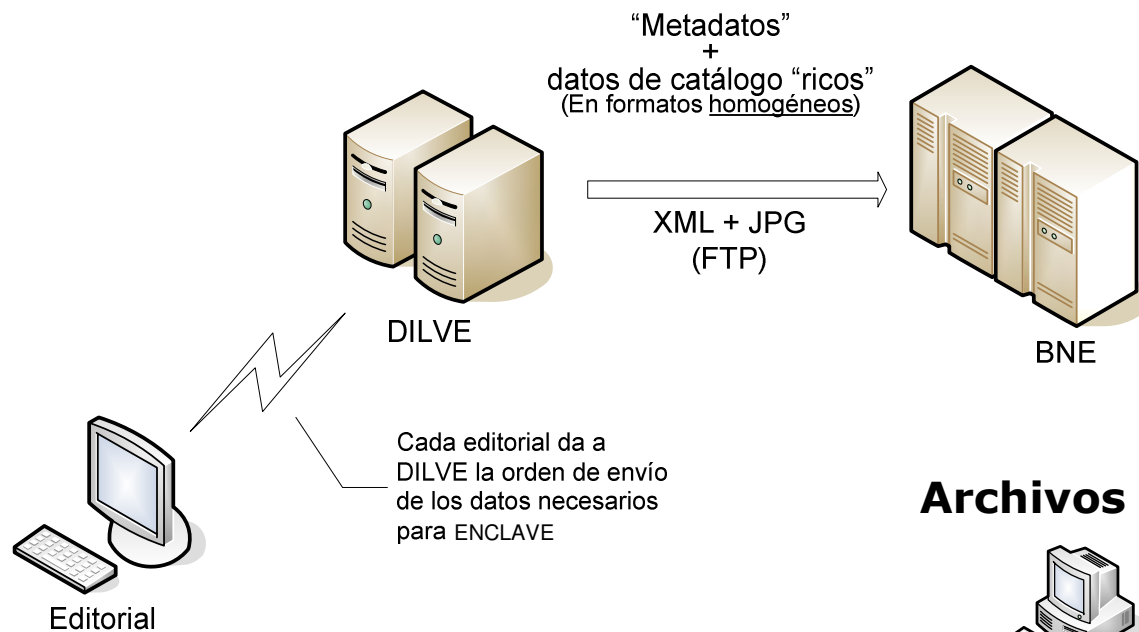 “Metadatos”
+
datos de catálogo “ricos”
(En formatos homogéneos)
XML + JPG
(FTP)
DILVE
BNE
Cada editorial da a
DILVE la orden de envío
de los datos necesarios
para ENCLAVE
Archivos
Editorial